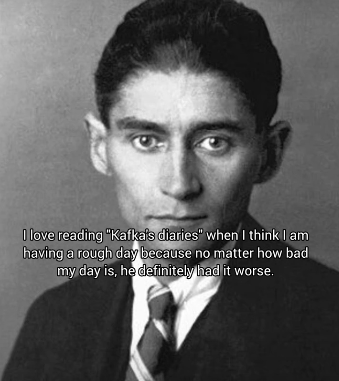 I love reading "Kafka's diaries" when I think I am
having a rough day because no matter how bad
my day is, he definitely had it worse.